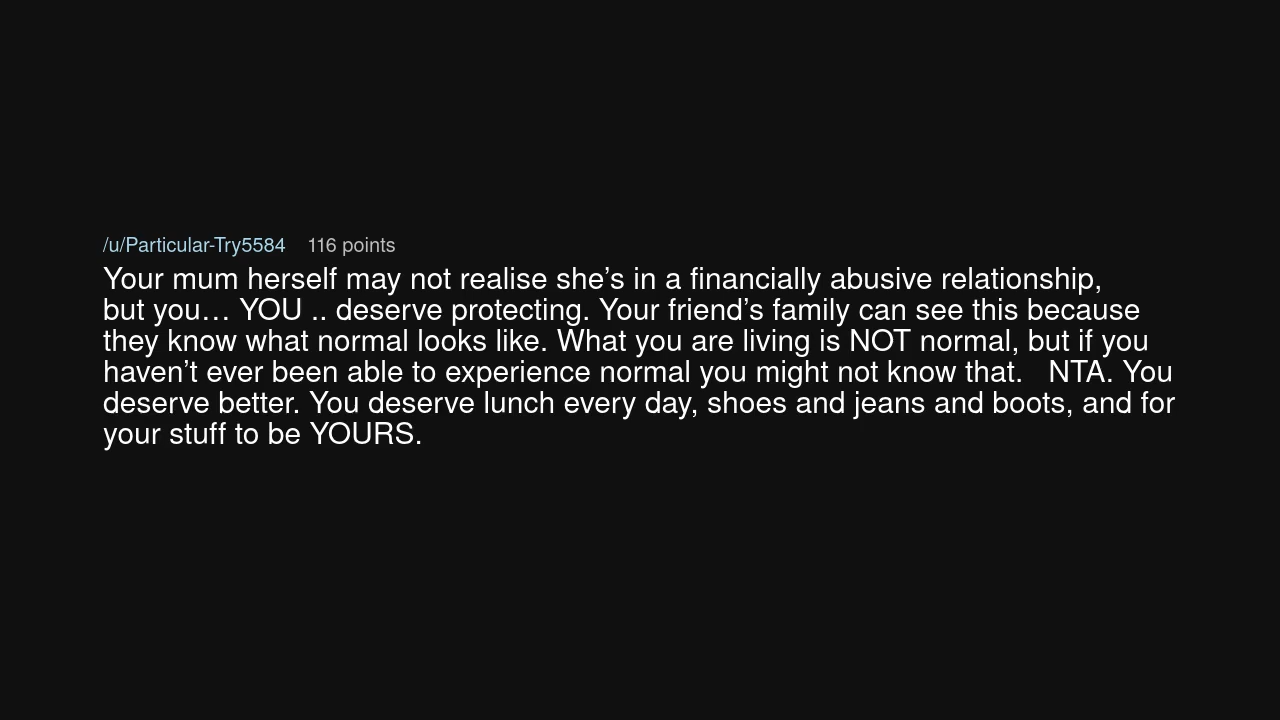 /u/Particular-Try5584 116 points
Your mum herself may not realise she’s in a financially abusive relationship,
but you… YOU .. deserve protecting. Your friend’s family can see this because
they know what normal looks like. What you are living is NOT normal, but if you
haven’t ever been able to experience normal you might not know that. NTA. You
deserve better. You deserve lunch every day, shoes and jeans and boots, and for
your stuff to be YOURS.